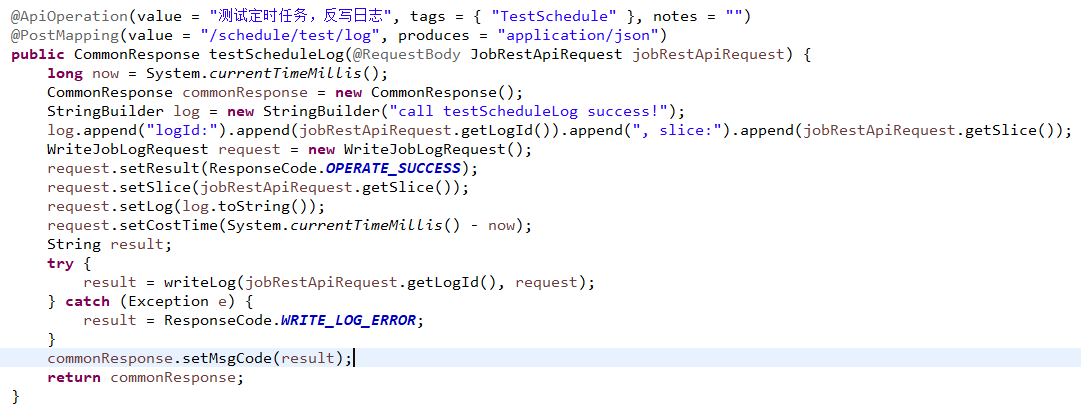 @ApiOperation(value = "测试定时任务，反写日志", tags = { "TestSchedule" }, notes = "")
@PostMapping(value = "/schedule/test/log", produces = "application/json")
public CommonResponse testScheduleLog(@RequestBody JobRestApiRequest jobRestApiRequest) {
    long now = System.currentTimeMillis();
    CommonResponse commonResponse = new CommonResponse();
    StringBuilder log = new StringBuilder("call testScheduleLog success!");
    log.append("logId:").append(jobRestApiRequest.getLogId()).append(", slice:").append(jobRestApiRequest.getSlice());
    WriteJobLogRequest request = new WriteJobLogRequest();
    request.setResult(ResponseCode.OPERATE_SUCCESS);
    request.setSlice(jobRestApiRequest.getSlice());
    request.setLog(log.toString());
    request.setCostTime(System.currentTimeMillis() - now);
    String result;
    try {
        result = writeLog(jobRestApiRequest.getLogId(), request);
    } catch (Exception e) {
        result = ResponseCode.WRITE_LOG_ERROR;
    }
    commonResponse.setMsgCode(result);
    return commonResponse;
}